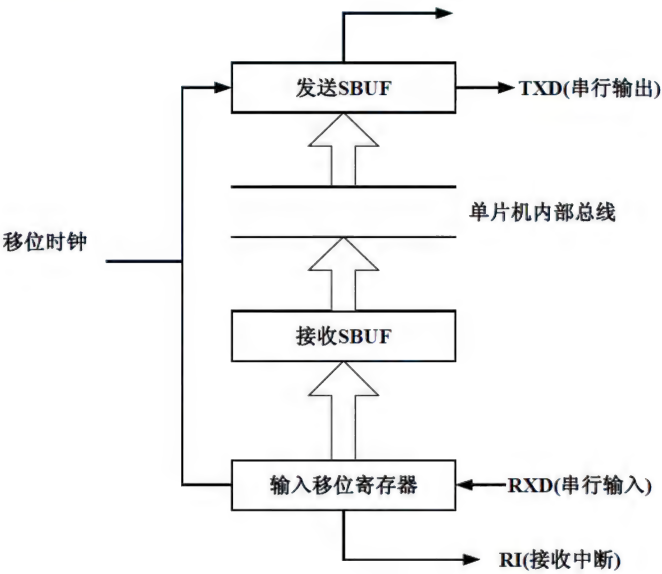 发送SBUF
TXD(串行输出)
单片机内部总线
移位时钟
接收SBUF
输入移位寄存器
RXD(串行输入)
RI(接收中断)